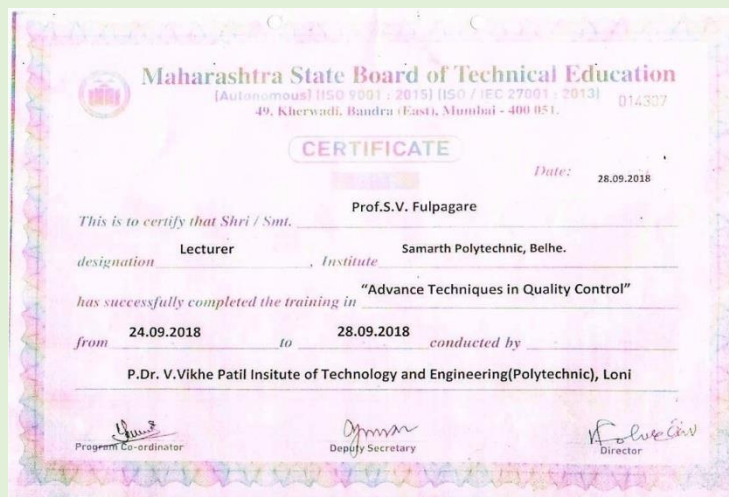 Maharashtra State Board of Technical Education
(Autonomous) (ISO 9001 : 2015) (ISO / IEC 27001 : 2013)
014307
49, Kherwadi, Bandra (East), Mumbai - 400 051.
CERTIFICATE
Date: 28.09.2018
This is to certify that Shri / Smt. Prof.S.V. Fulpagare
designation Lecturer , Institute Samarth Polytechnic, Belhe.
has successfully completed the training in "Advance Techniques in Quality Control"
from 24.09.2018 to 28.09.2018 conducted by
P.Dr. V.Vikhe Patil Insitute of Technology and Engineering(Polytechnic), Loni
Program Co-ordinator
Deputy Secretary
Director